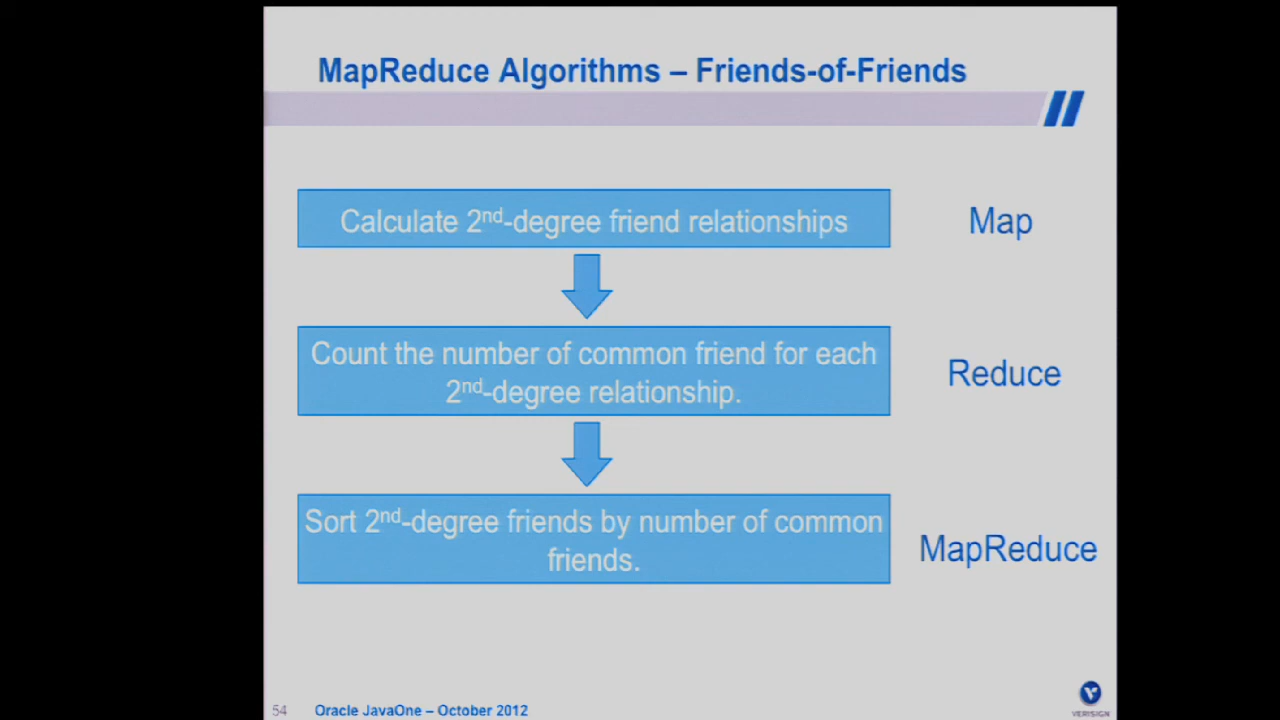 MapReduce Algorithms – Friends-of-Friends
Calculate 2nd-degree friend relationships
Map
Count the number of common friend for each
2nd-degree relationship.
Reduce
Sort 2nd-degree friends by number of common
friends.
MapReduce
54
Oracle JavaOne – October 2012
VERISIGN